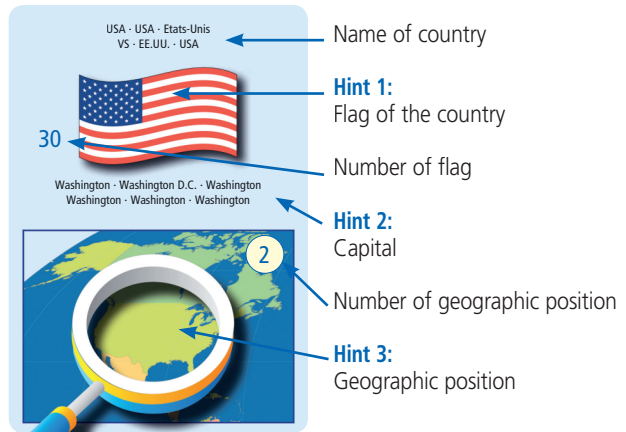 USA · USA · Etats-Unis
VS · EE.UU. · USA
Name of country
Hint 1:
Flag of the country
30
Number of flag
Washington · Washington D.C. · Washington
Washington · Washington · Washington
Hint 2:
Capital
2
Number of geographic position
Hint 3:
Geographic position